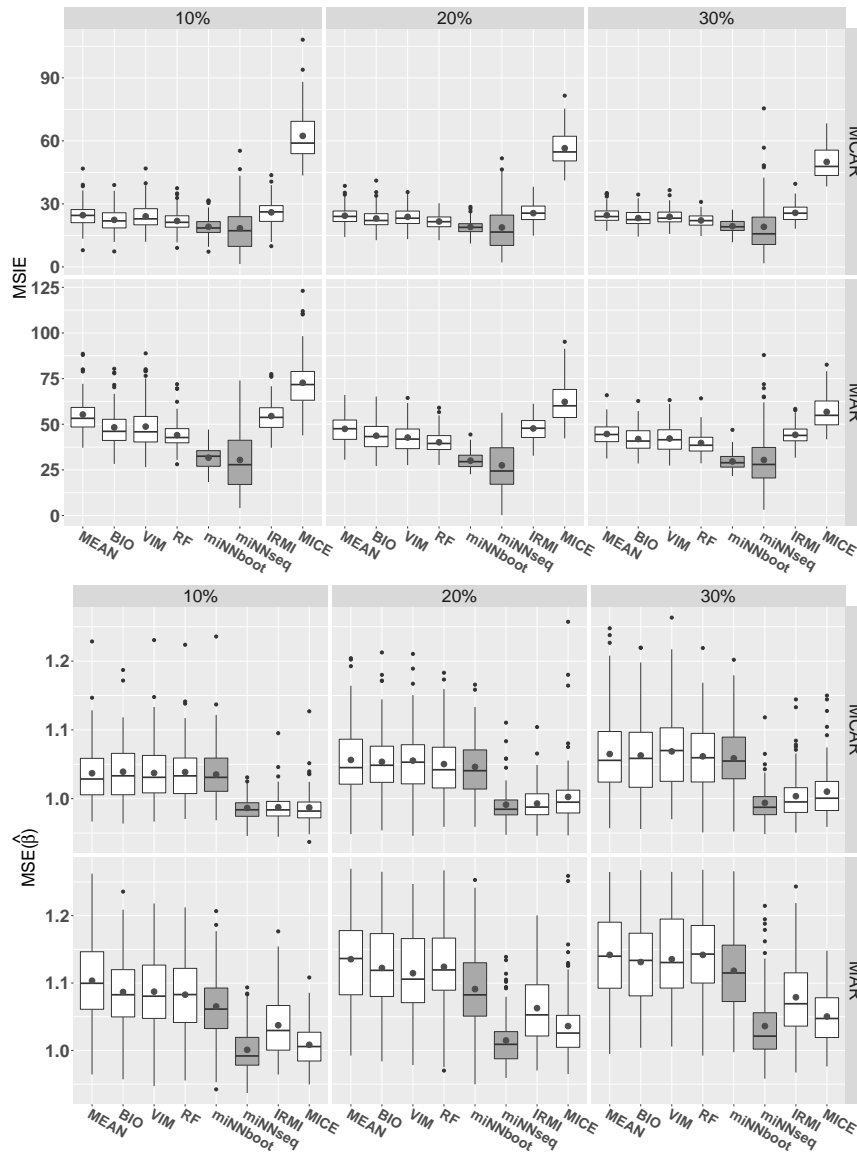 10%
20%
30%
MSIE
90
60
30
0
MCAR
125
100
75
50
25
0
MAR
MEAN
BIO
VIM
RF
miNNboot
miNNseq
IRMI
MICE
MEAN
BIO
VIM
RF
miNNboot
miNNseq
IRMI
MICE
MEAN
BIO
VIM
RF
miNNboot
miNNseq
IRMI
MICE
10%
20%
30%
MSE(β̂)
1.2
1.1
1.0
MCAR
1.2
1.1
1.0
MAR
MEAN
BIO
VIM
RF
miNNboot
miNNseq
IRMI
MICE
MEAN
BIO
VIM
RF
miNNboot
miNNseq
IRMI
MICE
MEAN
BIO
VIM
RF
miNNboot
miNNseq
IRMI
MICE